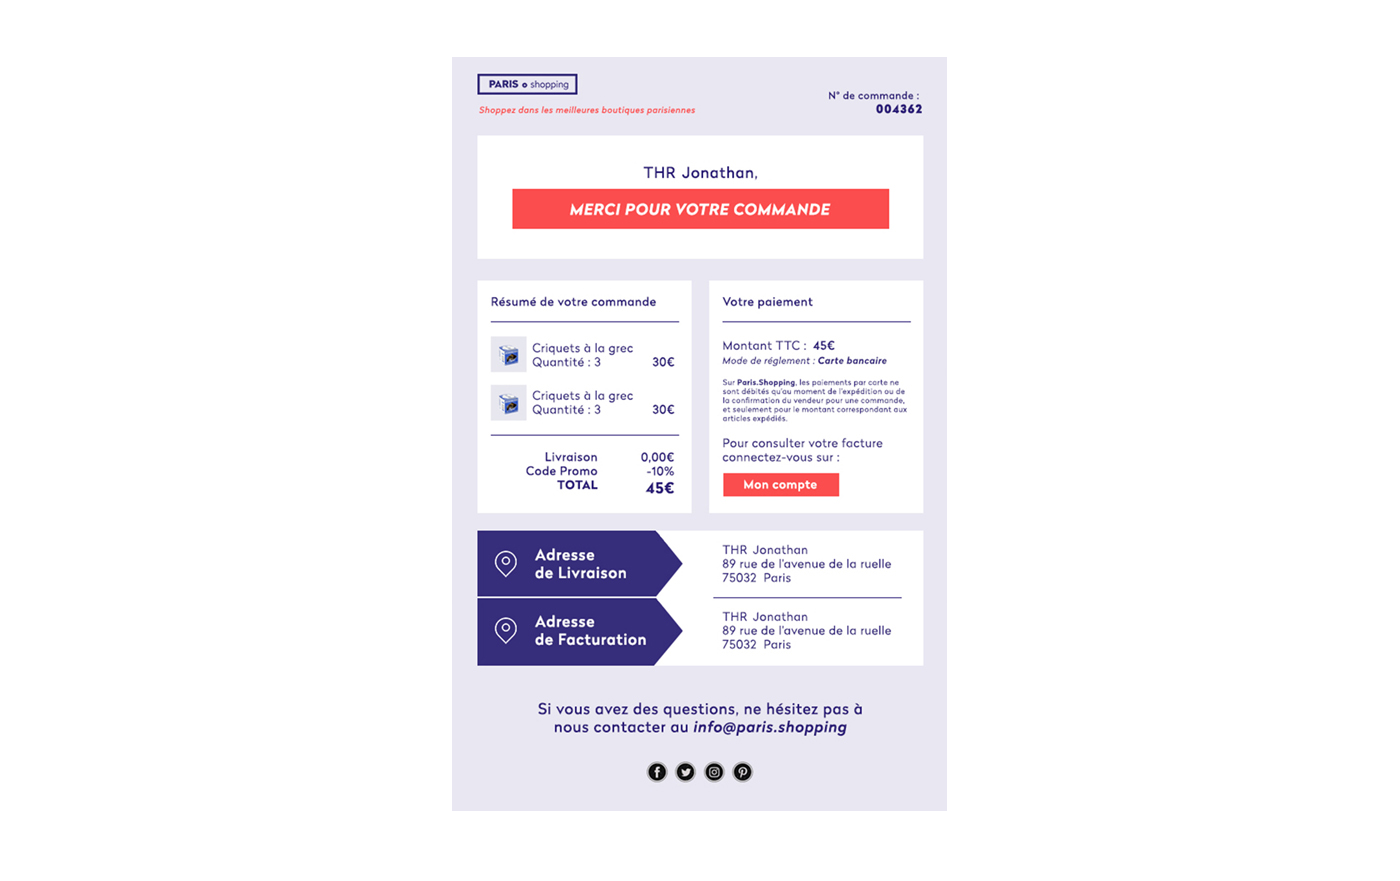 PARIS shopping
Shoppez dans les meilleures boutiques parisiennes
N° de commande :
004362
THR Jonathan,
MERCI POUR VOTRE COMMANDE
Résumé de votre commande
Criquets à la grec
Quantité : 3 30€
Criquets à la grec
Quantité : 3 30€
Livraison 0,00€
Code Promo -10%
TOTAL 45€
Votre paiement
Montant TTC : 45€
Mode de réglement : Carte bancaire
Sur Paris.Shopping, les paiements par carte ne
sont débités qu'au moment de l'expédition ou de
la confirmation du vendeur pour une commande,
et seulement pour le montant correspondant aux
articles expédiés.
Pour consulter votre facture
connectez-vous sur :
Mon compte
Adresse
de Livraison
THR Jonathan
89 rue de l'avenue de la ruelle
75032 Paris
Adresse
de Facturation
THR Jonathan
89 rue de l'avenue de la ruelle
75032 Paris
Si vous avez des questions, ne hésitez pas à
nous contacter au info@paris.shopping